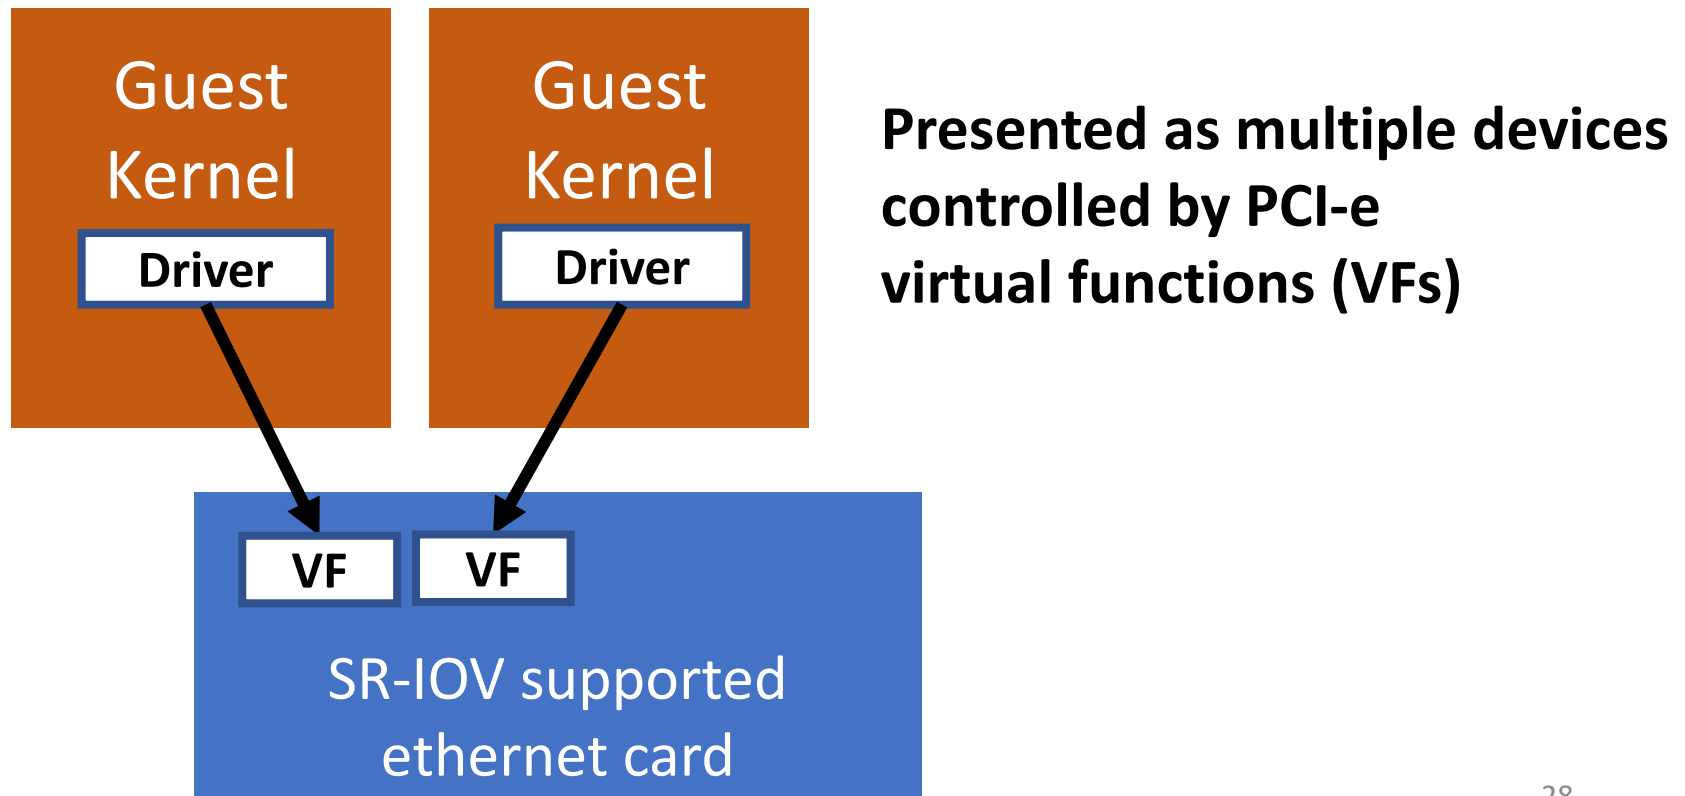 Guest
Kernel
Driver
Guest
Kernel
Driver
Presented as multiple devices
controlled by PCI-e
virtual functions (VFs)
VF
VF
SR-IOV supported
ethernet card
28